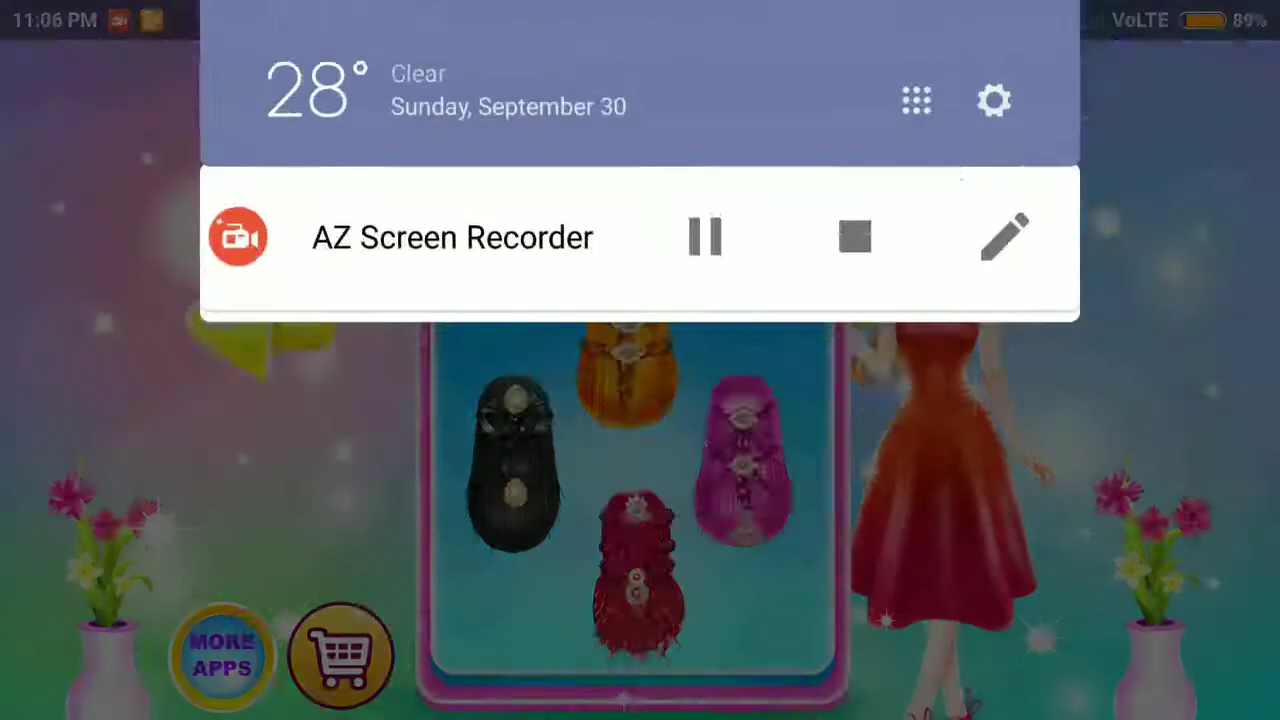 11:06 PM
VoLTE
89%
28°
Clear
Sunday, September 30
AZ Screen Recorder
MORE
APPS